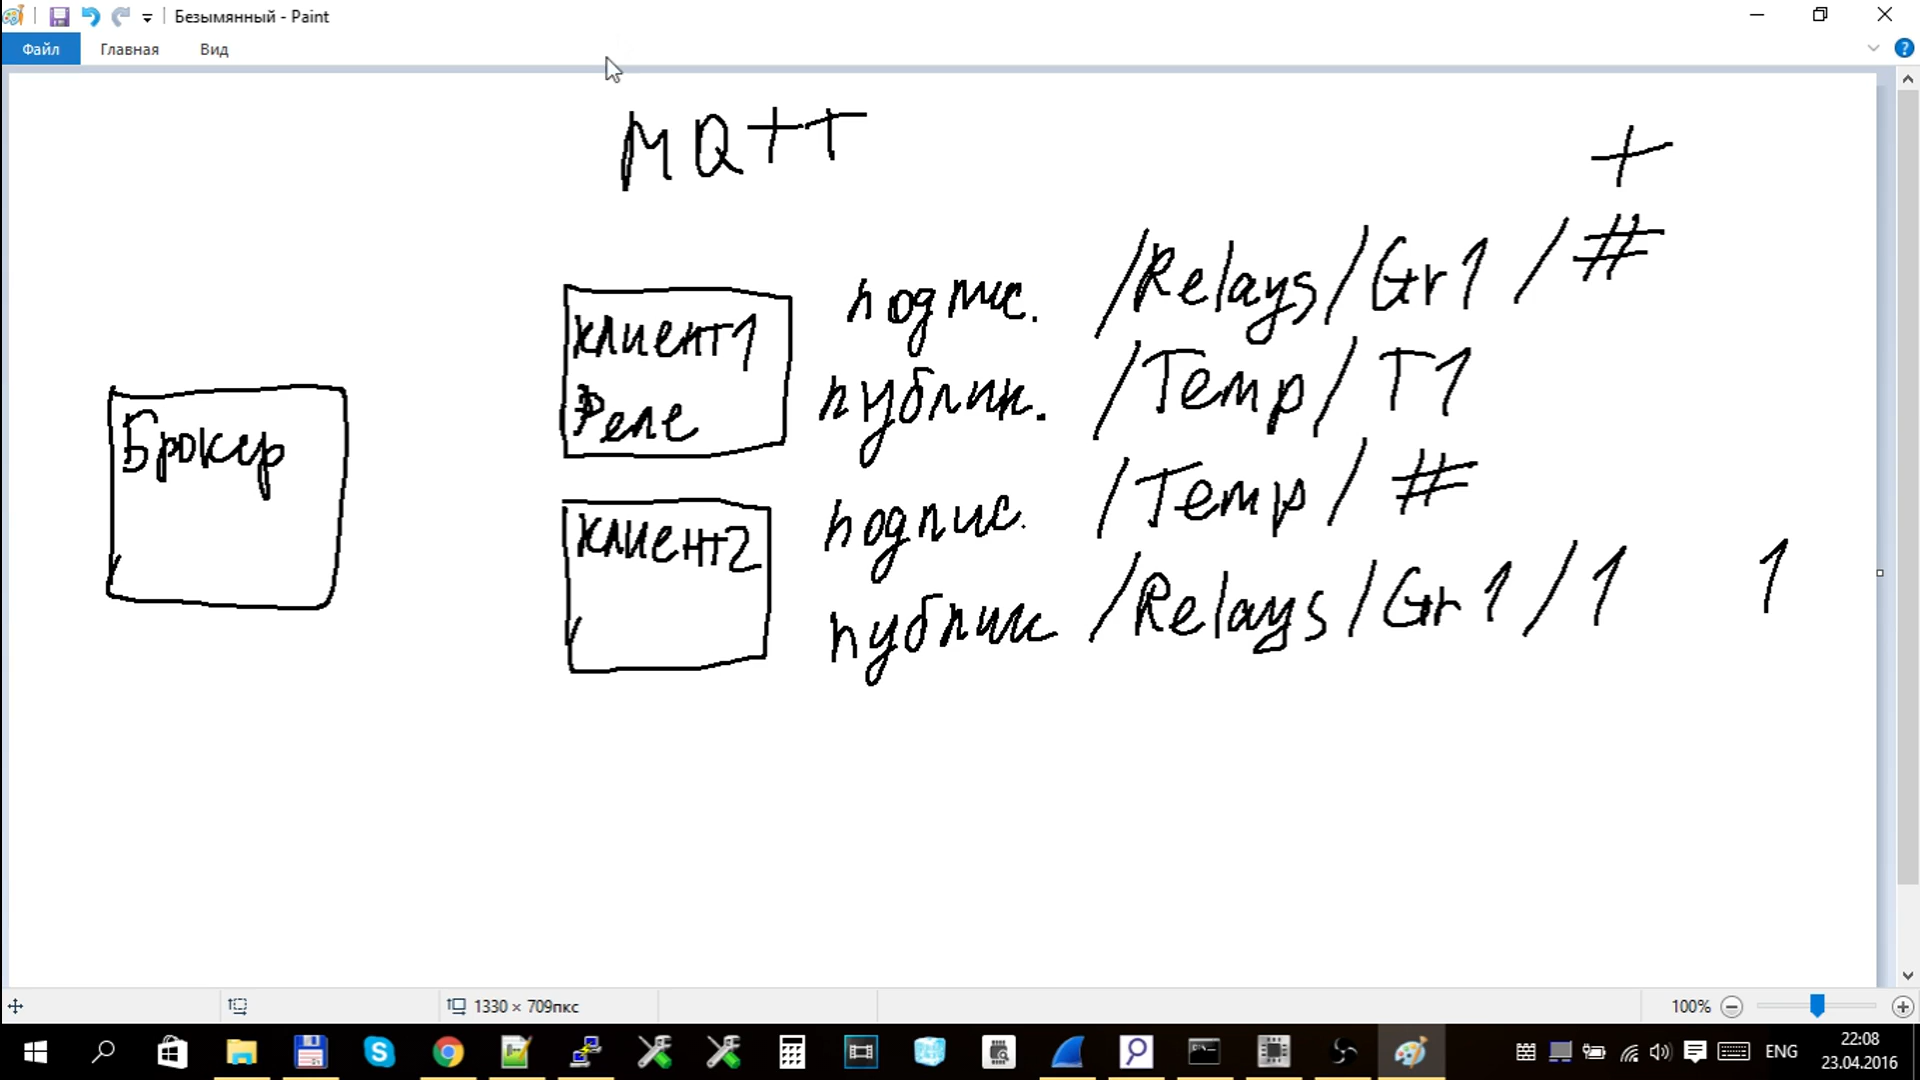 Безымянный - Paint
Файл Главная Вид
MQTT
+
Клиент1 подпис. /Relays/Gr1/#
Реле публик. /Temp/T1
Брокер
Клиент2 подпис. /Temp/#
публик /Relays/Gr1/1 1
1330 × 709пкс 100%
ENG 22:08
23.04.2016